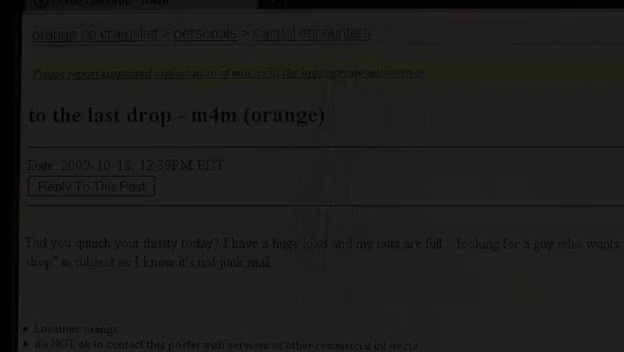 to the last drop - m4m
orange co craigslist > personals > casual encounters
Please report suspected exploitation of minors to the appropriate authorities
to the last drop - m4m (orange)
Date: 2009-10-18, 12:39PM PDT
Reply To This Post
Did you qunich your thristy today? I have a huge load and my nuts are full... looking for a guy who wants
drop" in subject so I know it's not junk mail
Location: orange
it's NOT ok to contact this poster with services or other commercial interests